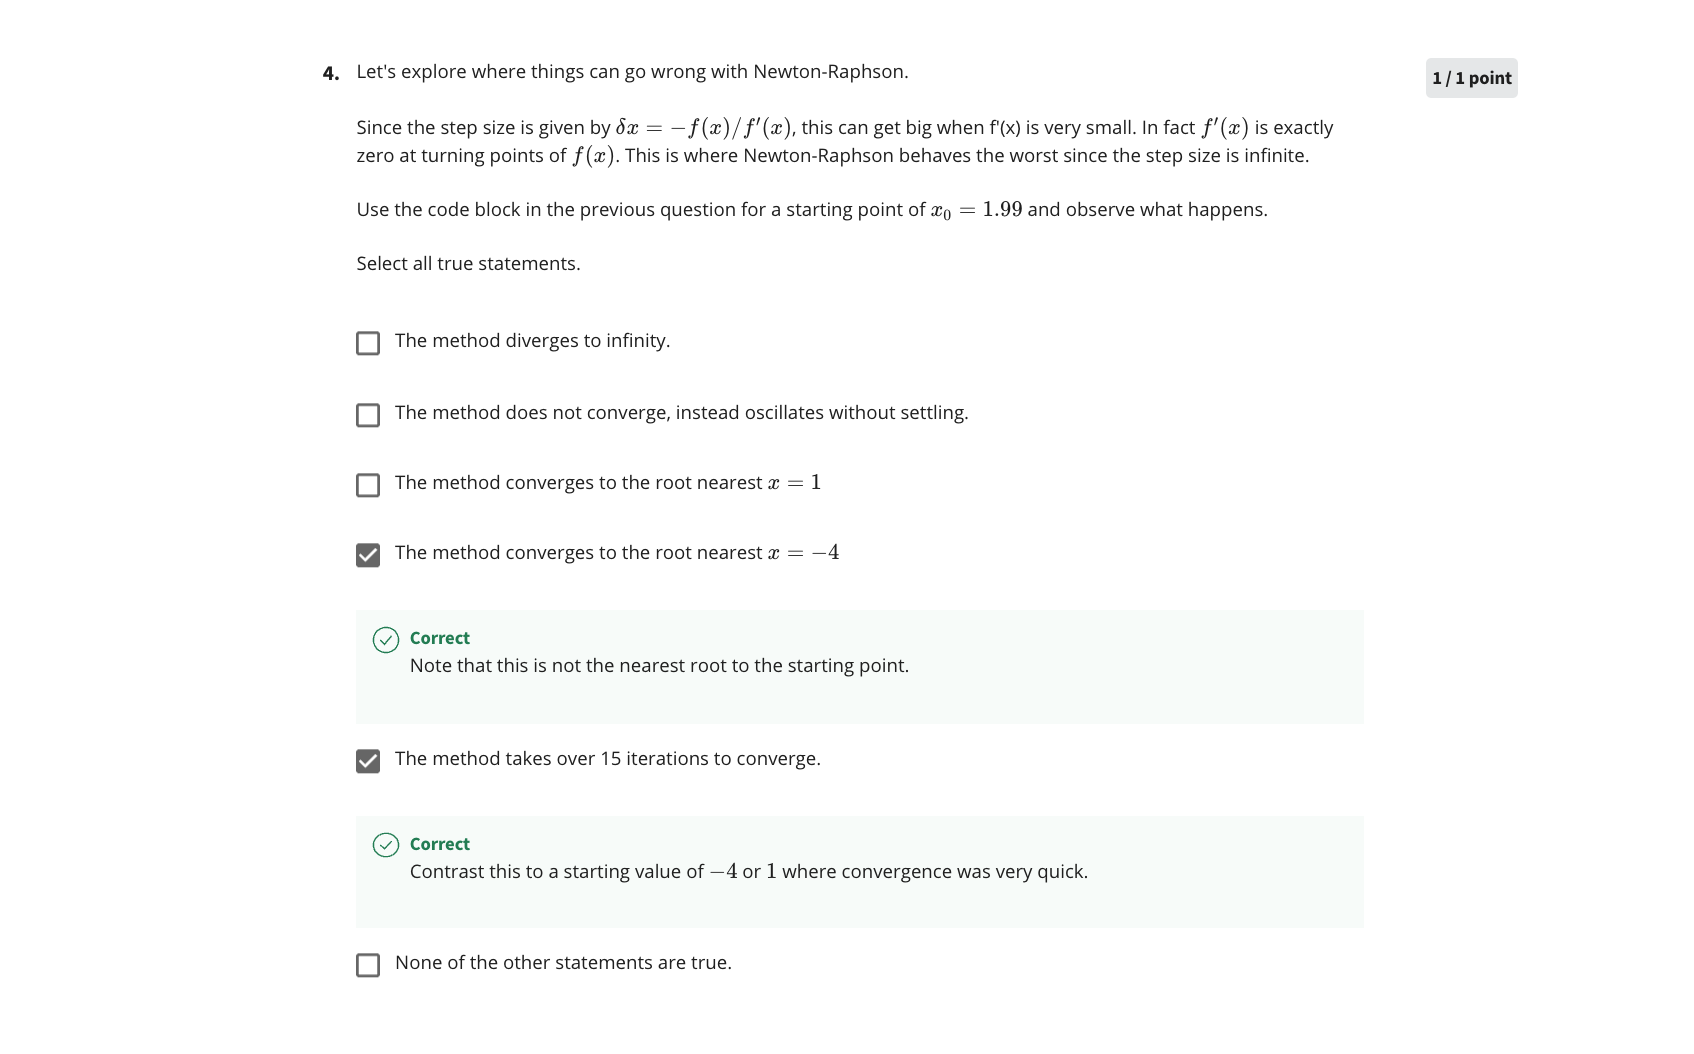 4. Let's explore where things can go wrong with Newton-Raphson.
1 / 1 point
Since the step size is given by δx = −f(x)/f′(x), this can get big when f'(x) is very small. In fact f′(x) is exactly
zero at turning points of f(x). This is where Newton-Raphson behaves the worst since the step size is infinite.
Use the code block in the previous question for a starting point of x₀ = 1.99 and observe what happens.
Select all true statements.
The method diverges to infinity.
The method does not converge, instead oscillates without settling.
The method converges to the root nearest x = 1
The method converges to the root nearest x = −4
Correct
Note that this is not the nearest root to the starting point.
The method takes over 15 iterations to converge.
Correct
Contrast this to a starting value of −4 or 1 where convergence was very quick.
None of the other statements are true.